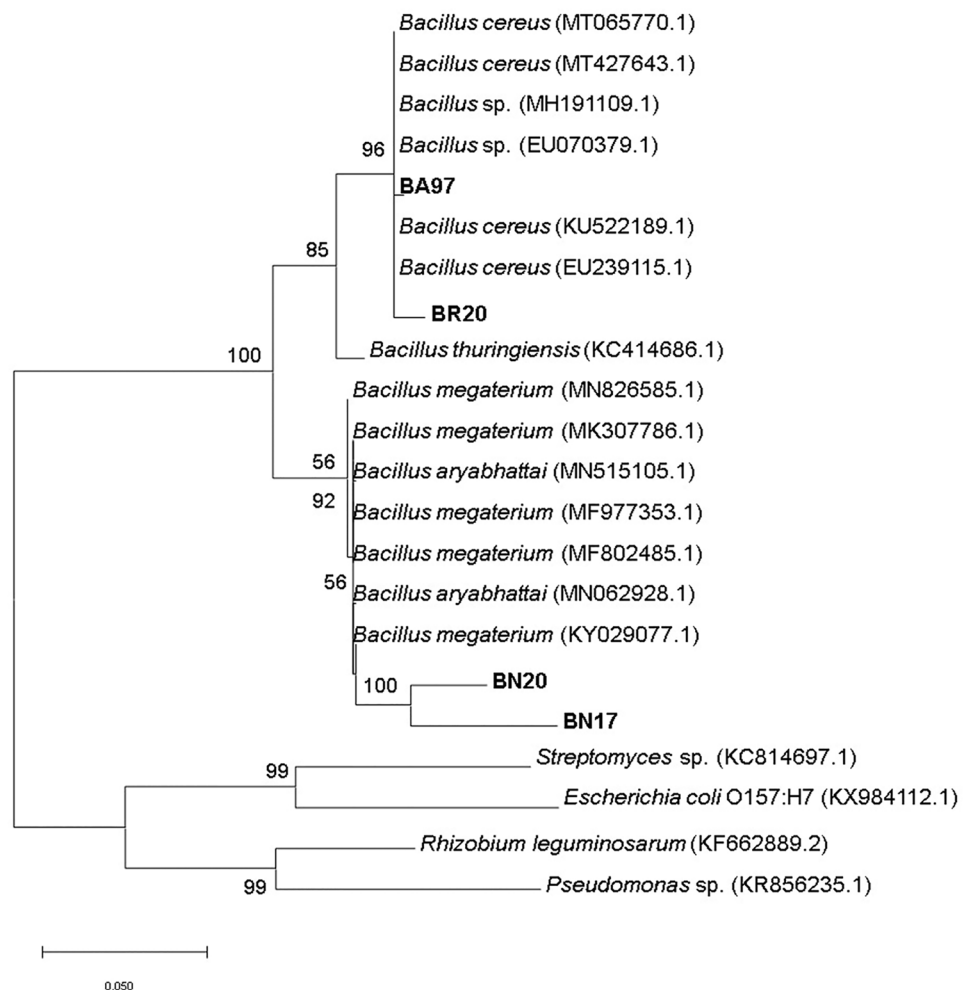 Bacillus cereus (MT065770.1)
Bacillus cereus (MT427643.1)
Bacillus sp. (MH191109.1)
Bacillus sp. (EU070379.1)
96
BA97
Bacillus cereus (KU522189.1)
85
Bacillus cereus (EU239115.1)
BR20
100
Bacillus thuringiensis (KC414686.1)
Bacillus megaterium (MN826585.1)
Bacillus megaterium (MK307786.1)
56
Bacillus aryabhattai (MN515105.1)
92
Bacillus megaterium (MF977353.1)
Bacillus megaterium (MF802485.1)
56
Bacillus aryabhattai (MN062928.1)
Bacillus megaterium (KY029077.1)
100
BN20
BN17
Streptomyces sp. (KC814697.1)
99
Escherichia coli O157:H7 (KX984112.1)
Rhizobium leguminosarum (KF662889.2)
99
Pseudomonas sp. (KR856235.1)
0.050